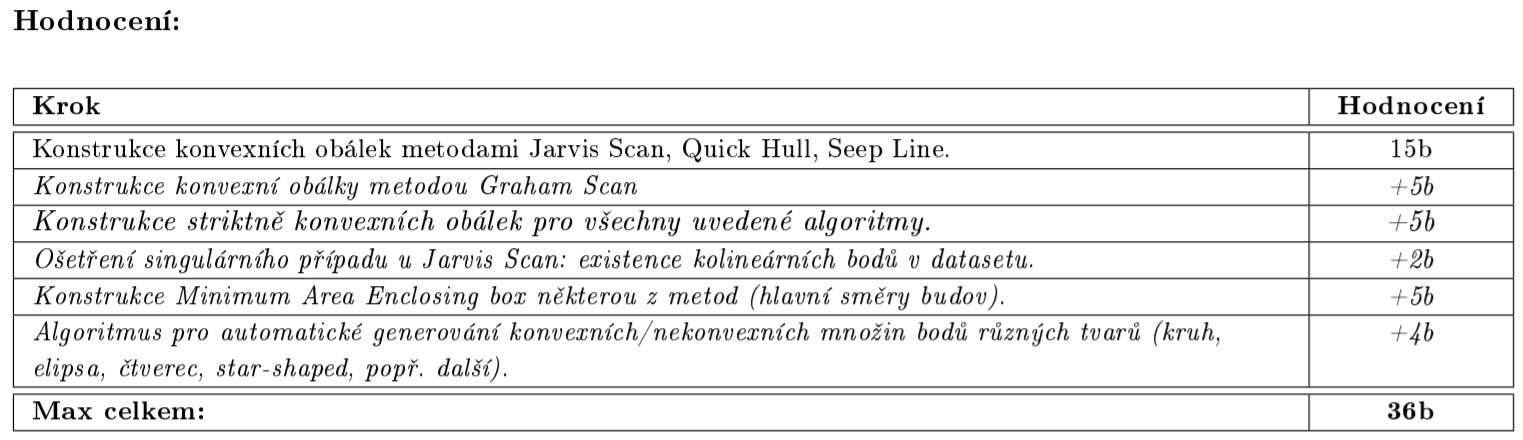 Hodnocení:
Krok Hodnocení
Konstrukce konvexních obálek metodami Jarvis Scan, Quick Hull, Seep Line. 15b
Konstrukce konvexní obálky metodou Graham Scan +5b
Konstrukce striktně konvexních obálek pro všechny uvedené algoritmy. +5b
Ošetření singulárního případu u Jarvis Scan: existence kolineárních bodů v datasetu. +2b
Konstrukce Minimum Area Enclosing box některou z metod (hlavní směry budov). +5b
Algoritmus pro automatické generování konvexních/nekonvexních množin bodů různých tvarů (kruh, +4b
elipsa, čtverec, star-shaped, popř. další).
Max celkem: 36b